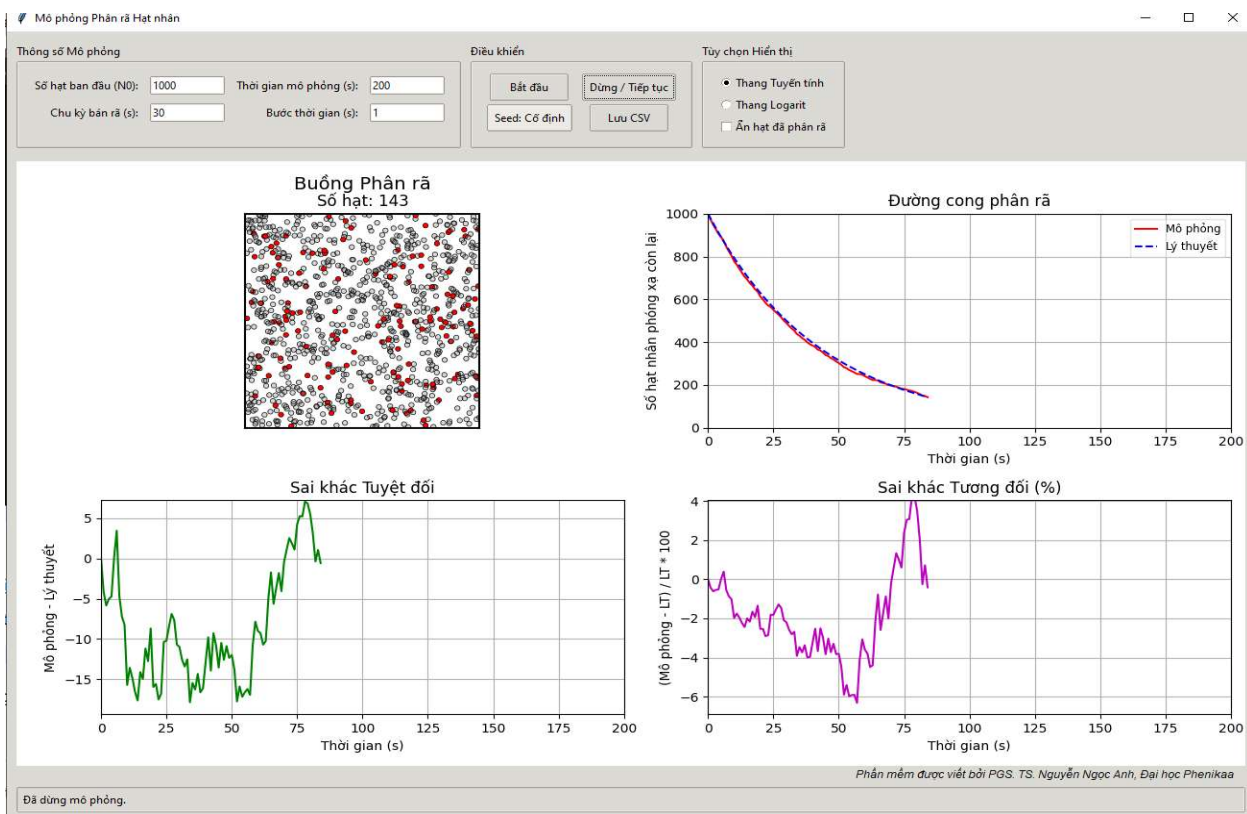 Mô phỏng Phân rã Hạt nhân
Thông số Mô phỏng
Số hạt ban đầu (N0): 1000
Thời gian mô phỏng (s): 200
Chu kỳ bán rã (s): 30
Bước thời gian (s): 1
Điều khiển
Bắt đầu
Dừng / Tiếp tục
Seed: Cố định
Lưu CSV
Tùy chọn Hiển thị
Thang Tuyến tính
Thang Logarit
Ẩn hạt đã phân rã
Buồng Phân rã
Số hạt: 143
Đường cong phân rã
Số hạt nhân phóng xạ còn lại
1000
800
600
400
200
0
Mô phỏng
Lý thuyết
0 25 50 75 100 125 150 175 200
Thời gian (s)
Sai khác Tuyệt đối
Mô phỏng - Lý thuyết
5
0
−5
−10
−15
0 25 50 75 100 125 150 175 200
Thời gian (s)
Sai khác Tương đối (%)
(Mô phỏng - LT) / LT * 100
4
2
0
−2
−4
−6
0 25 50 75 100 125 150 175 200
Thời gian (s)
Phần mềm được viết bởi PGS. TS. Nguyễn Ngọc Anh, Đại học Phenikaa
Đã dừng mô phỏng.